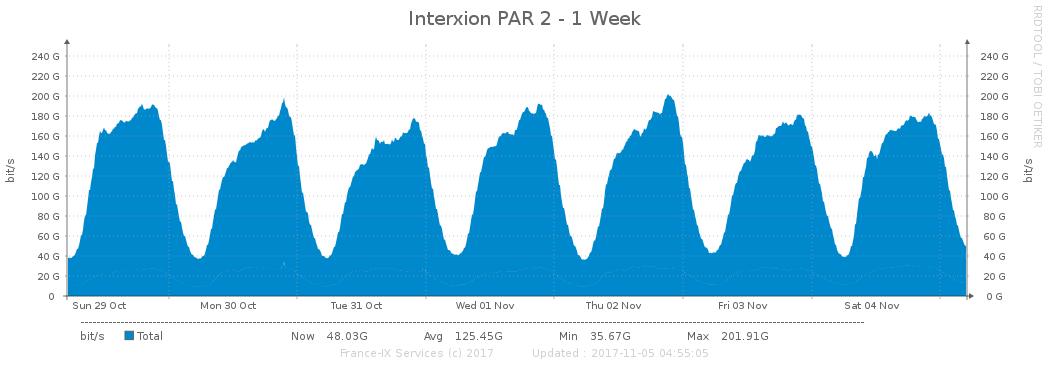 Interxion PAR 2 - 1 Week
RRDTOOL / TOBI OETIKER
bit/s
240 G 240 G
220 G 220 G
200 G 200 G
180 G 180 G
160 G 160 G
140 G 140 G
120 G 120 G
100 G 100 G
80 G 80 G
60 G 60 G
40 G 40 G
20 G 20 G
0 0 G
bit/s
Sun 29 Oct Mon 30 Oct Tue 31 Oct Wed 01 Nov Thu 02 Nov Fri 03 Nov Sat 04 Nov
bit/s Total Now 48.03G Avg 125.45G Min 35.67G Max 201.91G
France-IX Services (c) 2017 Updated : 2017-11-05 04:55:05